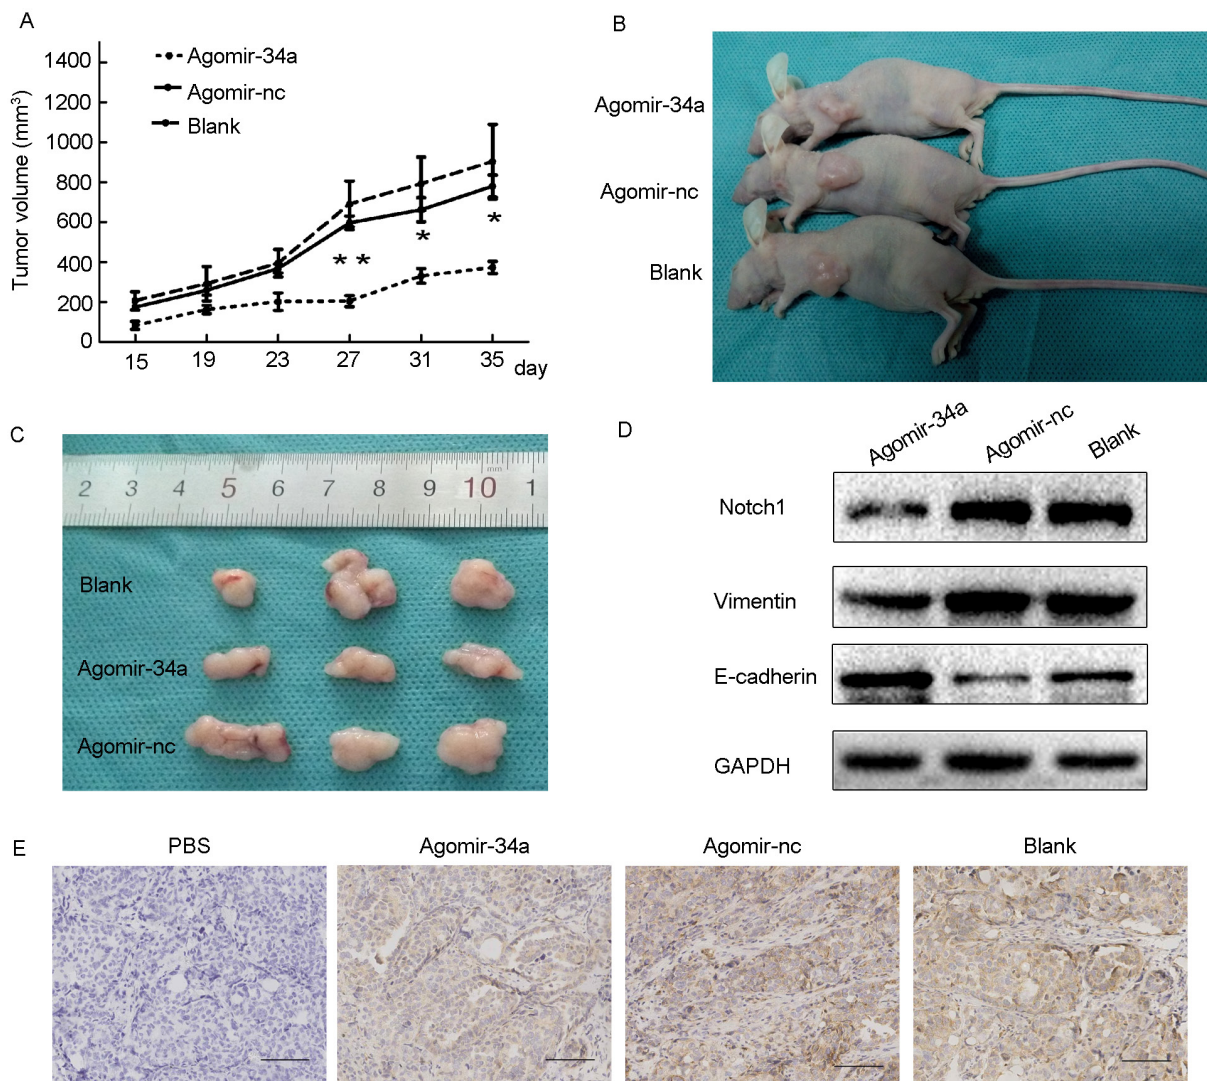 A
Agomir-34a
Agomir-nc
Blank
Tumor volume (mm³)
1400
1200
1000
800
600
400
200
0
* *
*
*
15 19 23 27 31 35 day
B
Agomir-34a
Agomir-nc
Blank
C
2 3 4 5 6 7 8 9 10 1
mm
Blank
Agomir-34a
Agomir-nc
D
Agomir-34a Agomir-nc Blank
Notch1
Vimentin
E-cadherin
GAPDH
E
PBS Agomir-34a Agomir-nc Blank